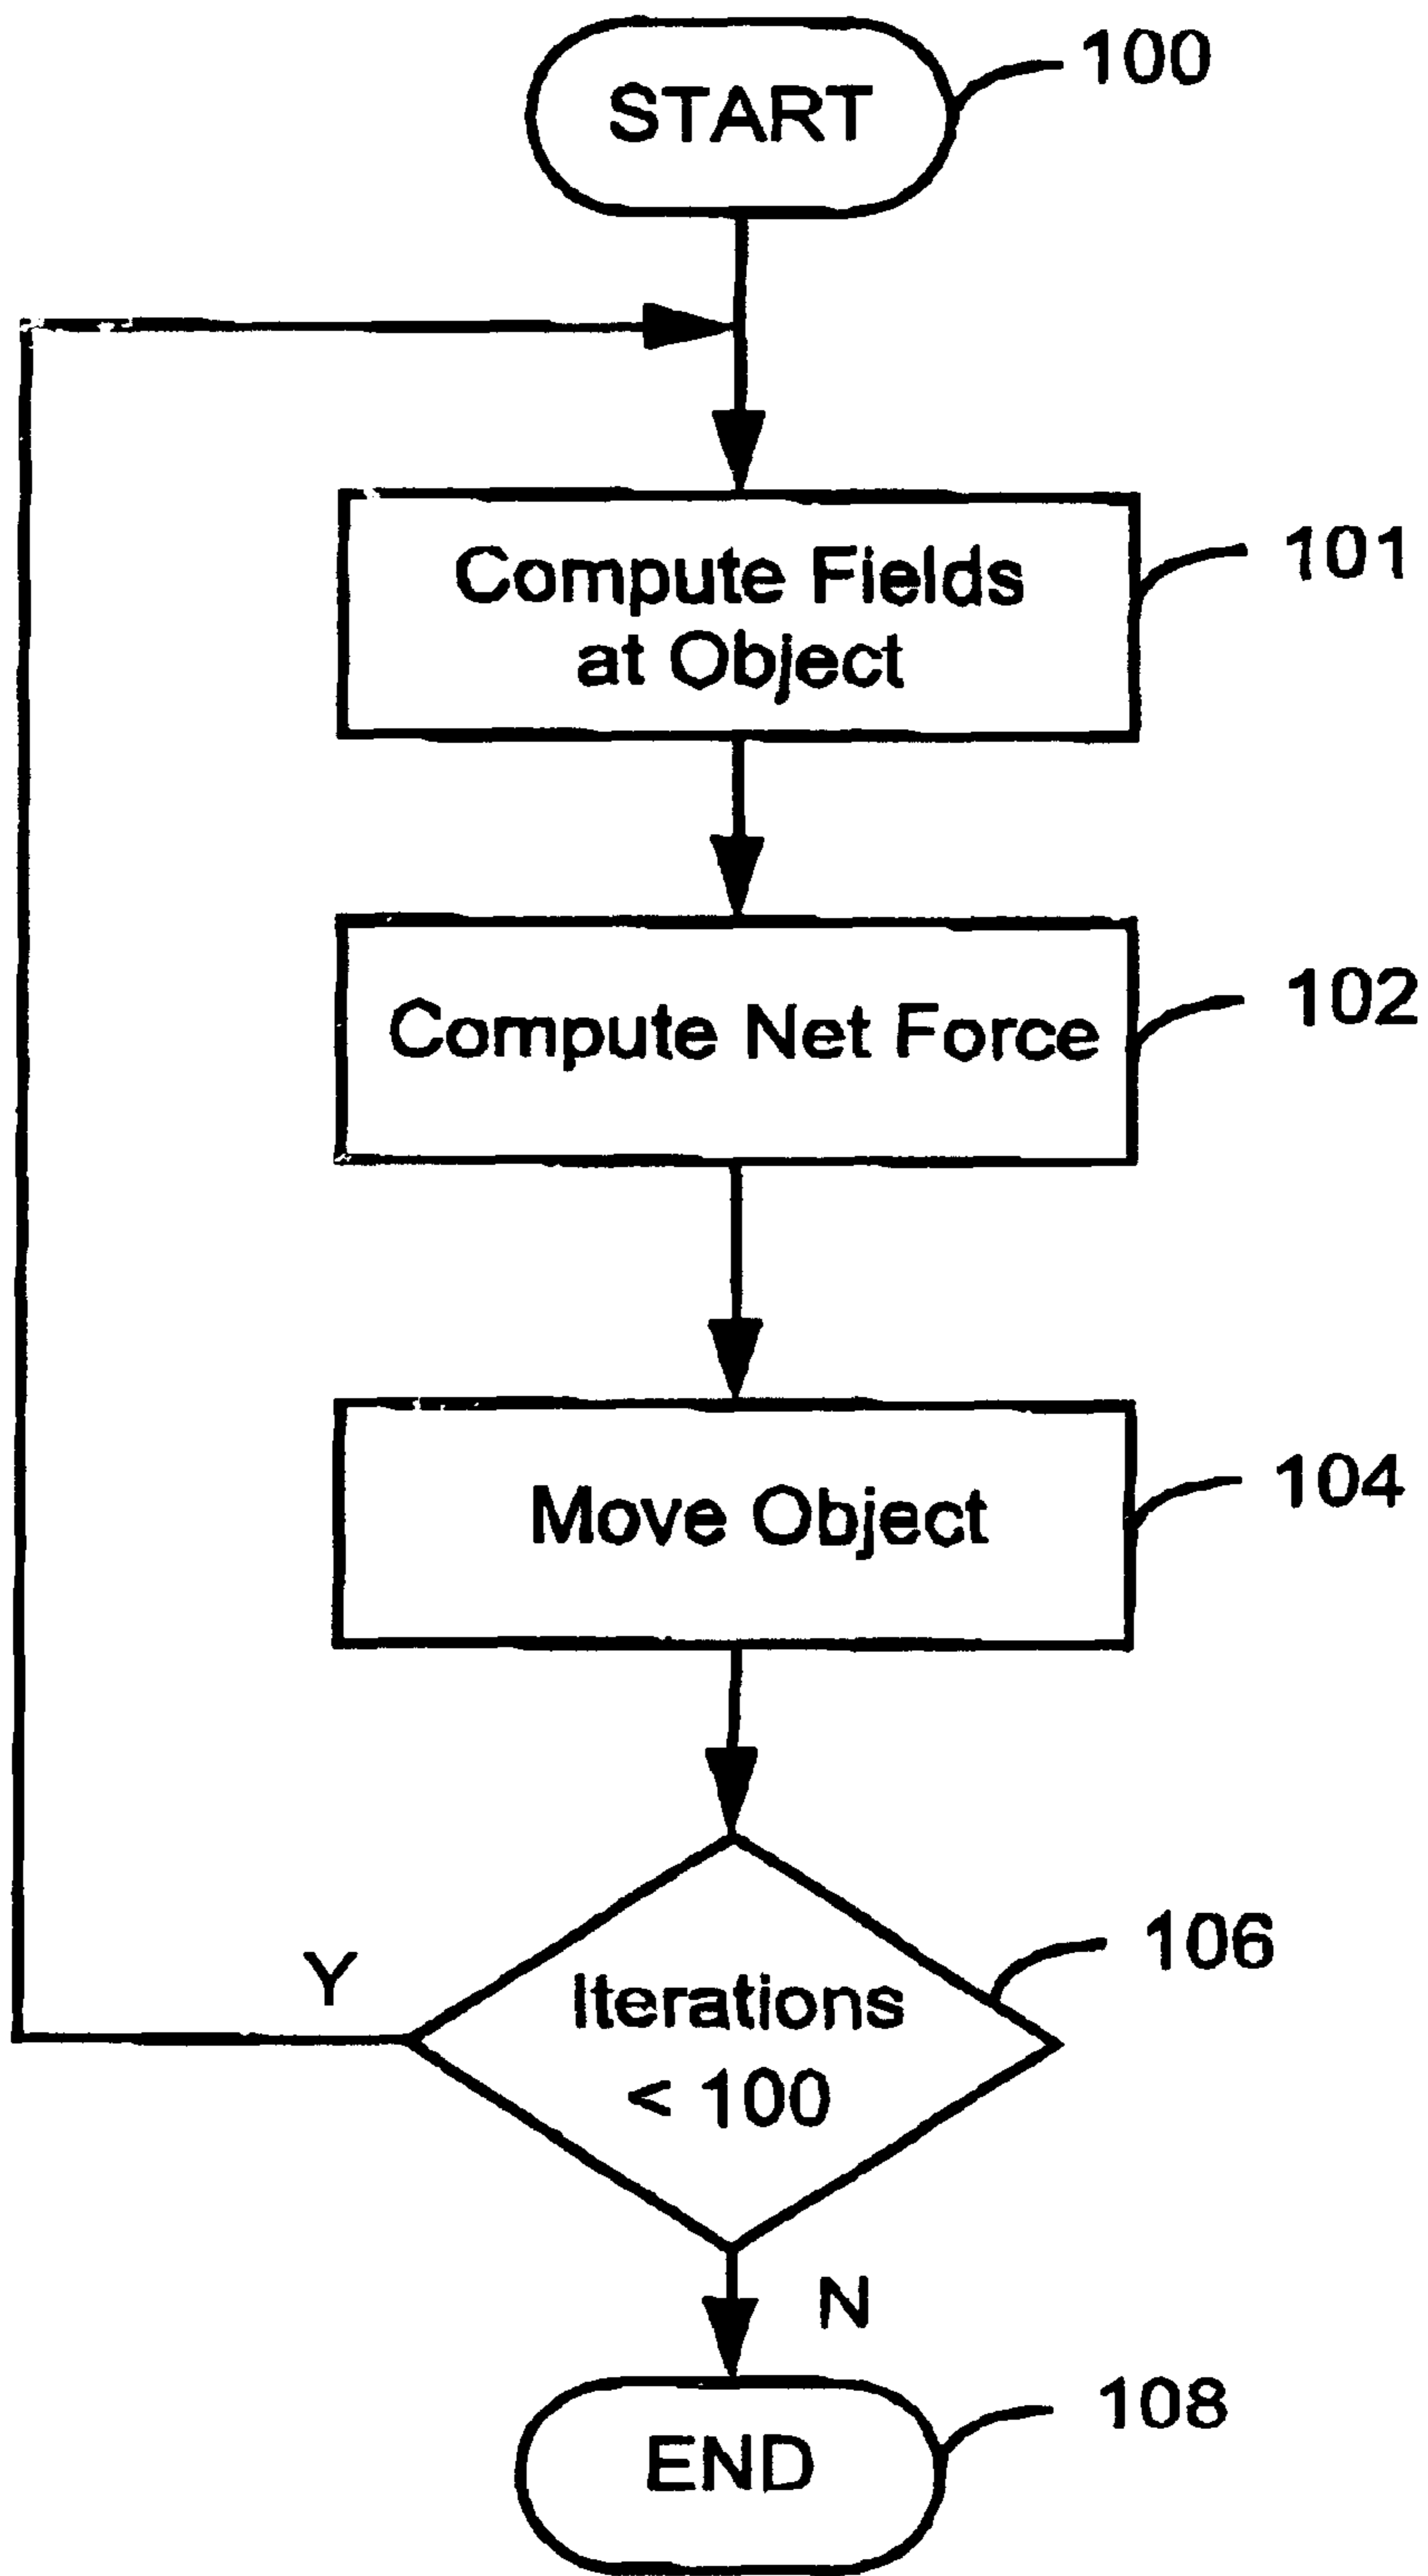 START
100
Compute Fields
at Object
101
Compute Net Force
102
Move Object
104
Iterations
< 100
106
Y
N
END
108